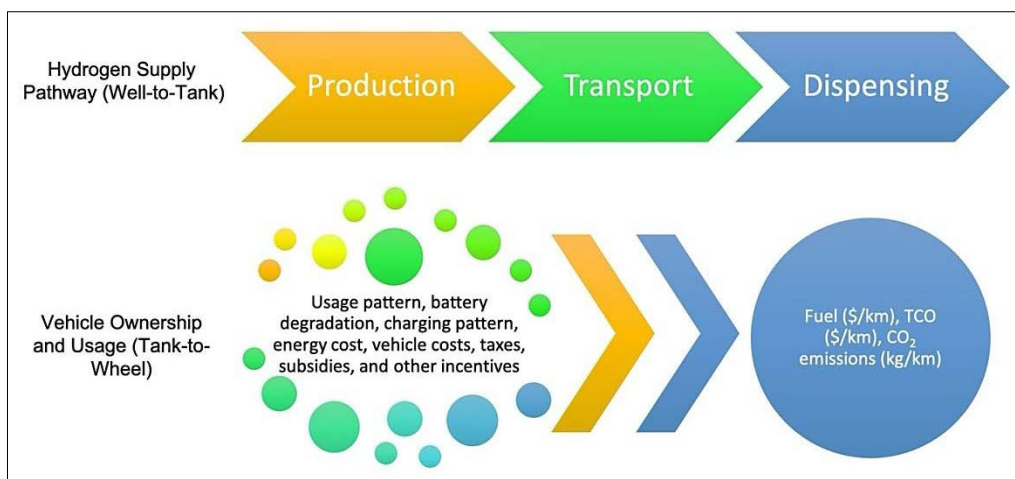 Hydrogen Supply
Pathway (Well-to-Tank)
Production
Transport
Dispensing
Vehicle Ownership
and Usage (Tank-to-
Wheel)
Usage pattern, battery
degradation, charging pattern,
energy cost, vehicle costs, taxes,
subsidies, and other incentives
Fuel ($/km), TCO
($/km), CO₂
emissions (kg/km)